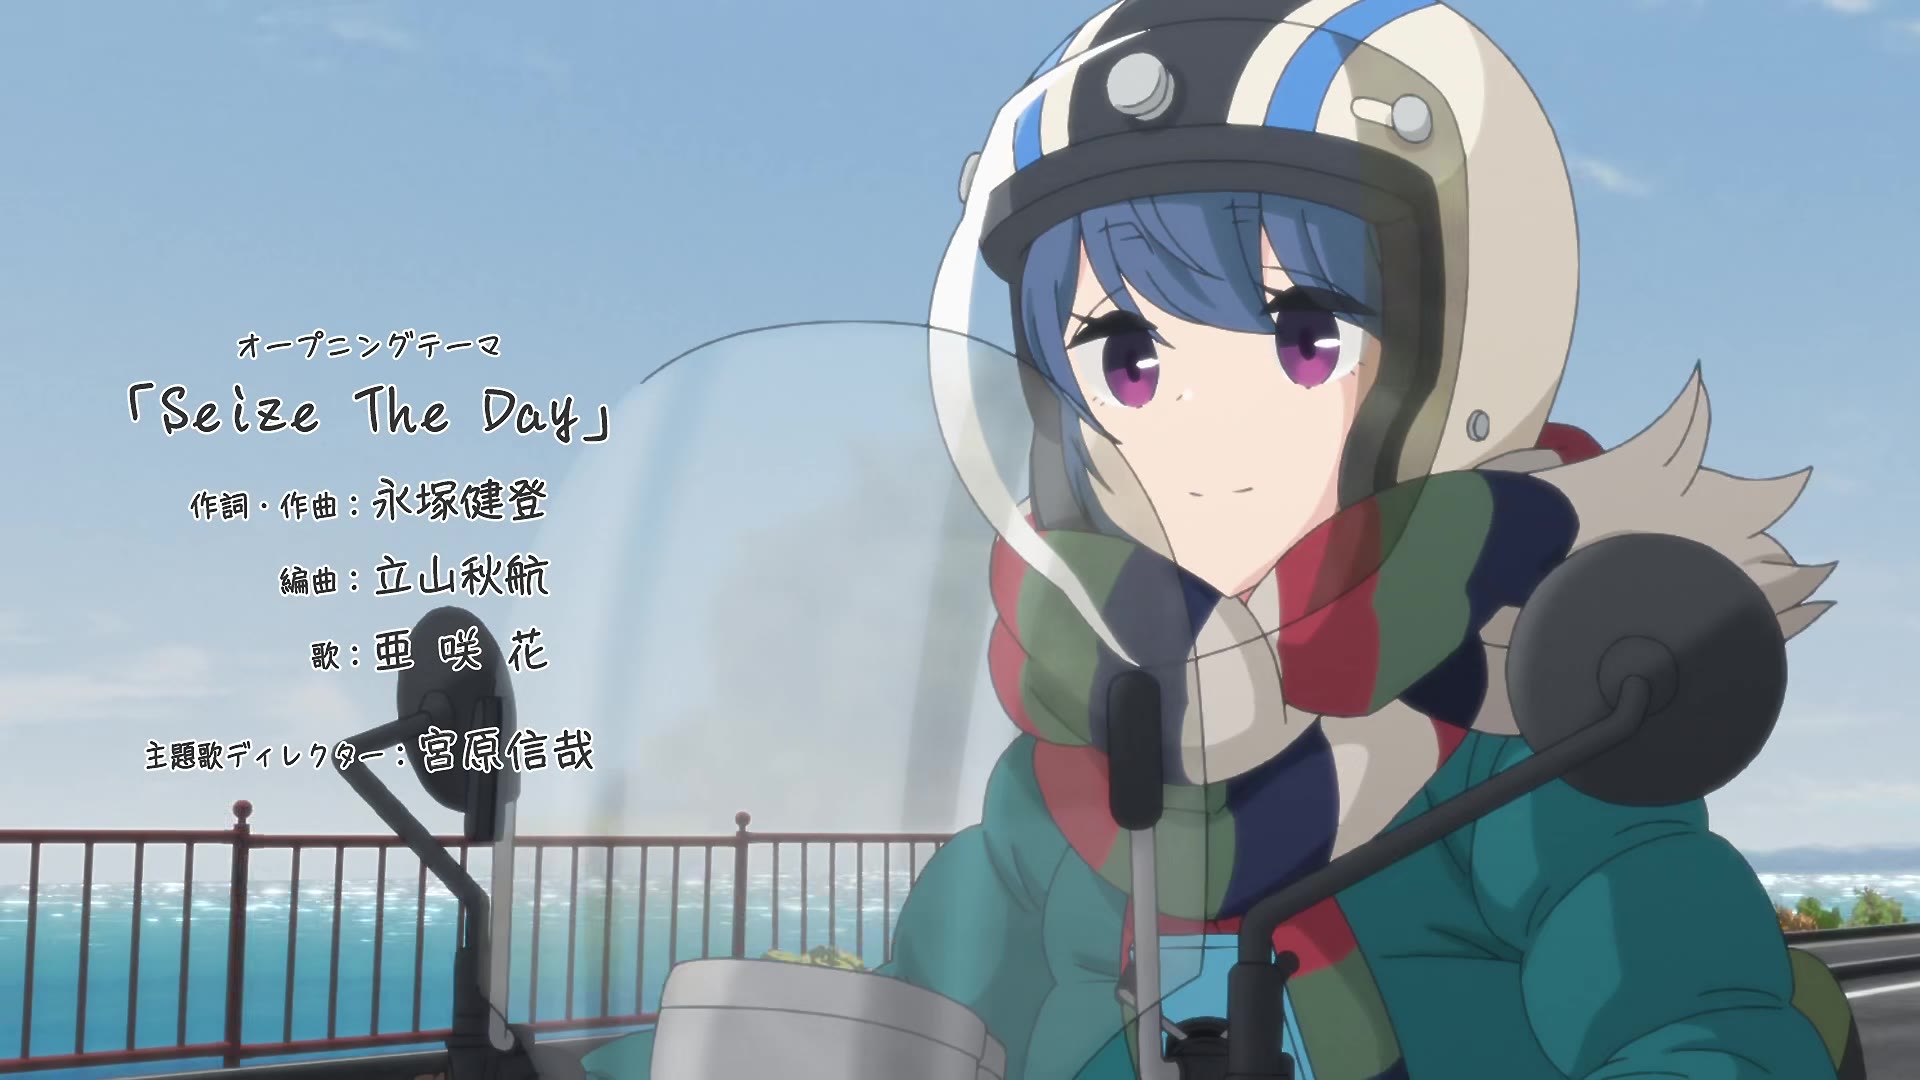 オープニングテーマ
「Seize The Day」
作詞・作曲：永塚健登
編曲：立山秋航
歌：亜咲花
主題歌ディレクター：宮原信哉